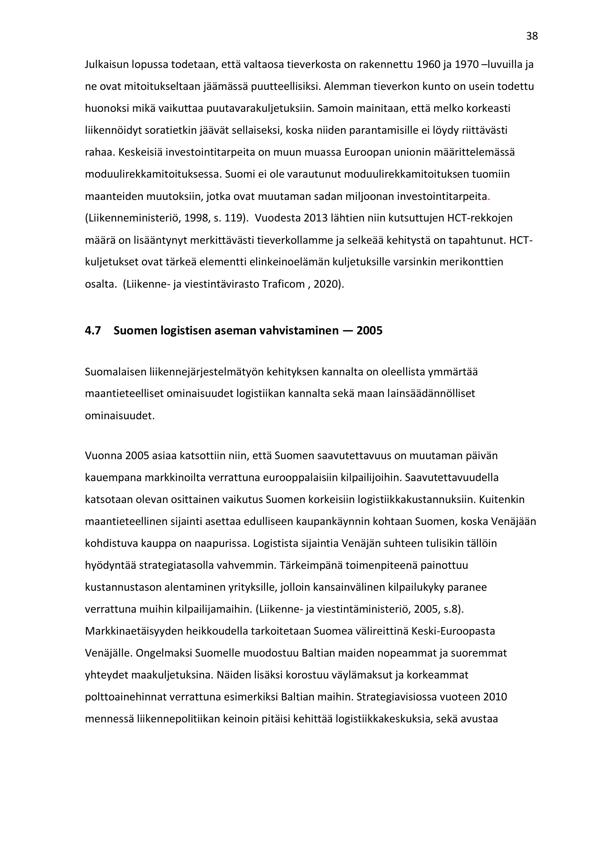 38
Julkaisun lopussa todetaan, että valtaosa tieverkosta on rakennettu 1960 ja 1970 –luvuilla ja
ne ovat mitoitukseltaan jäämässä puutteellisiksi. Alemman tieverkon kunto on usein todettu
huonoksi mikä vaikuttaa puutavarakuljetuksiin. Samoin mainitaan, että melko korkeasti
liikennöidyt soratietkin jäävät sellaiseksi, koska niiden parantamisille ei löydy riittävästi
rahaa. Keskeisiä investointitarpeita on muun muassa Euroopan unionin määrittelemässä
moduulirekkamitoituksessa. Suomi ei ole varautunut moduulirekkamitoituksen tuomiin
maanteiden muutoksiin, jotka ovat muutaman sadan miljoonan investointitarpeita.
(Liikenneministeriö, 1998, s. 119).  Vuodesta 2013 lähtien niin kutsuttujen HCT-rekkojen
määrä on lisääntynyt merkittävästi tieverkollamme ja selkeää kehitystä on tapahtunut. HCT-
kuljetukset ovat tärkeä elementti elinkeinoelämän kuljetuksille varsinkin merikonttien
osalta.  (Liikenne- ja viestintävirasto Traficom , 2020).
4.7 Suomen logistisen aseman vahvistaminen — 2005
Suomalaisen liikennejärjestelmätyön kehityksen kannalta on oleellista ymmärtää
maantieteelliset ominaisuudet logistiikan kannalta sekä maan lainsäädännölliset
ominaisuudet.
Vuonna 2005 asiaa katsottiin niin, että Suomen saavutettavuus on muutaman päivän
kauempana markkinoilta verrattuna eurooppalaisiin kilpailijoihin. Saavutettavuudella
katsotaan olevan osittainen vaikutus Suomen korkeisiin logistiikkakustannuksiin. Kuitenkin
maantieteellinen sijainti asettaa edulliseen kaupankäynnin kohtaan Suomen, koska Venäjään
kohdistuva kauppa on naapurissa. Logistista sijaintia Venäjän suhteen tulisikin tällöin
hyödyntää strategiatasolla vahvemmin. Tärkeimpänä toimenpiteenä painottuu
kustannustason alentaminen yrityksille, jolloin kansainvälinen kilpailukyky paranee
verrattuna muihin kilpailijamaihin. (Liikenne- ja viestintäministeriö, 2005, s.8).
Markkinaetäisyyden heikkoudella tarkoitetaan Suomea välireittinä Keski-Euroopasta
Venäjälle. Ongelmaksi Suomelle muodostuu Baltian maiden nopeammat ja suoremmat
yhteydet maakuljetuksina. Näiden lisäksi korostuu väylämaksut ja korkeammat
polttoainehinnat verrattuna esimerkiksi Baltian maihin. Strategiavisiossa vuoteen 2010
mennessä liikennepolitiikan keinoin pitäisi kehittää logistiikkakeskuksia, sekä avustaa